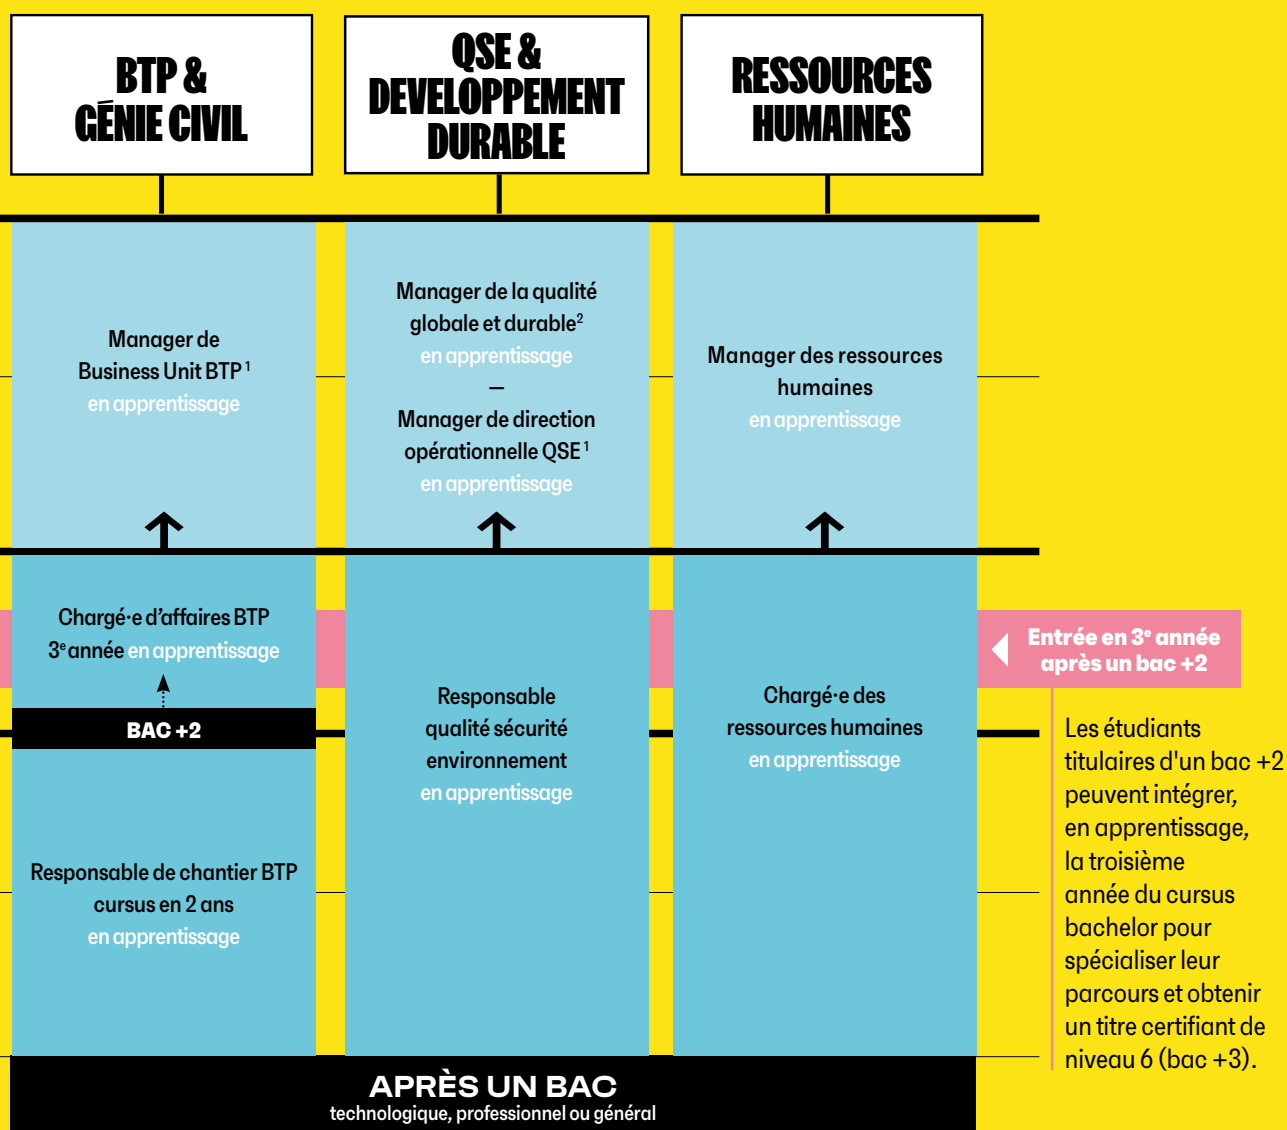 BTP &
GÉNIE CIVIL
QSE &
DEVELOPPEMENT
DURABLE
RESSOURCES
HUMAINES
Manager de
Business Unit BTP 1
en apprentissage
Manager de la qualité
globale et durable2
en apprentissage
—
Manager de direction
opérationnelle QSE 1
en apprentissage
Manager des ressources
humaines
en apprentissage
Chargé·e d’affaires BTP
3e année en apprentissage
BAC +2
Responsable de chantier BTP
cursus en 2 ans
en apprentissage
Responsable
qualité sécurité
environnement
en apprentissage
Chargé·e des
ressources humaines
en apprentissage
Entrée en 3e année
après un bac +2
Les étudiants
titulaires d'un bac +2
peuvent intégrer,
en apprentissage,
la troisième
année du cursus
bachelor pour
spécialiser leur
parcours et obtenir
un titre certifiant de
niveau 6 (bac +3).
APRÈS UN BAC
technologique, professionnel ou général